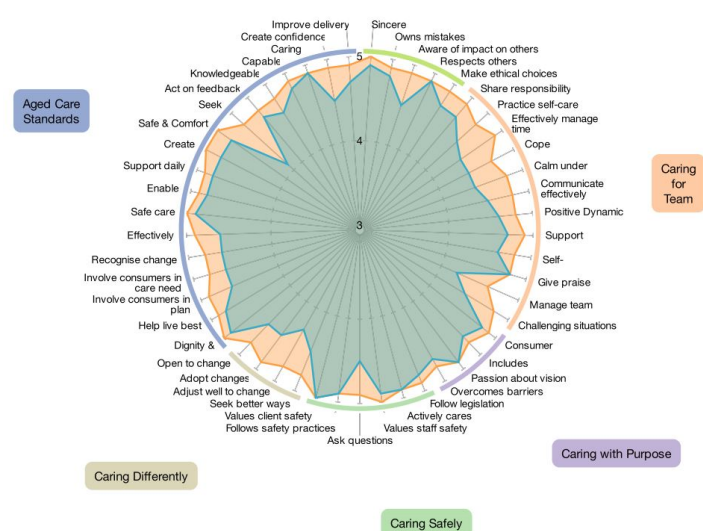 Improve delivery
Create confidence
Caring
Capable
Knowledgeable
Act on feedback
Seek
Safe & Comfort
Create
Support daily
Enable
Safe care
Effectively
Recognise change
Involve consumers in
care need
Involve consumers in
plan
Help live best
Dignity &
Open to change
Adopt changes
Adjust well to change
Seek better ways
Values client safety
Follows safety practices
Ask questions
Sincere
Owns mistakes
Aware of impact on others
Respects others
Make ethical choices
Share responsibility
Practice self-care
Effectively manage
time
Cope
Calm under
Communicate
effectively
Positive Dynamic
Support
Self-
Give praise
Manage team
Challenging situations
Consumer
Includes
Passion about vision
Overcomes barriers
Follow legislation
Actively cares
Values staff safety
5
4
3
Aged Care
Standards
Caring
for
Team
Caring with Purpose
Caring Differently
Caring Safely